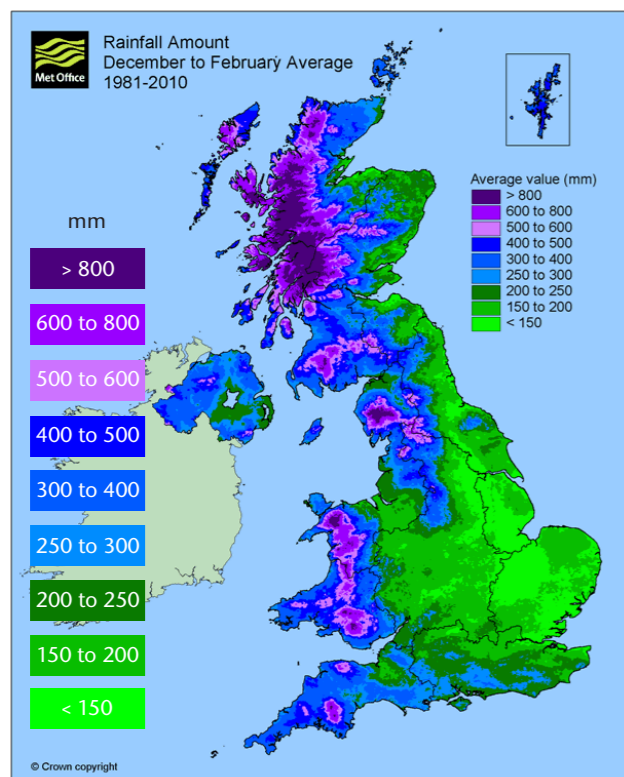 Met Office
Rainfall Amount
December to February Average
1981-2010
Average value (mm)
> 800
600 to 800
500 to 600
400 to 500
300 to 400
250 to 300
200 to 250
150 to 200
< 150
mm
> 800
600 to 800
500 to 600
400 to 500
300 to 400
250 to 300
200 to 250
150 to 200
< 150
© Crown copyright